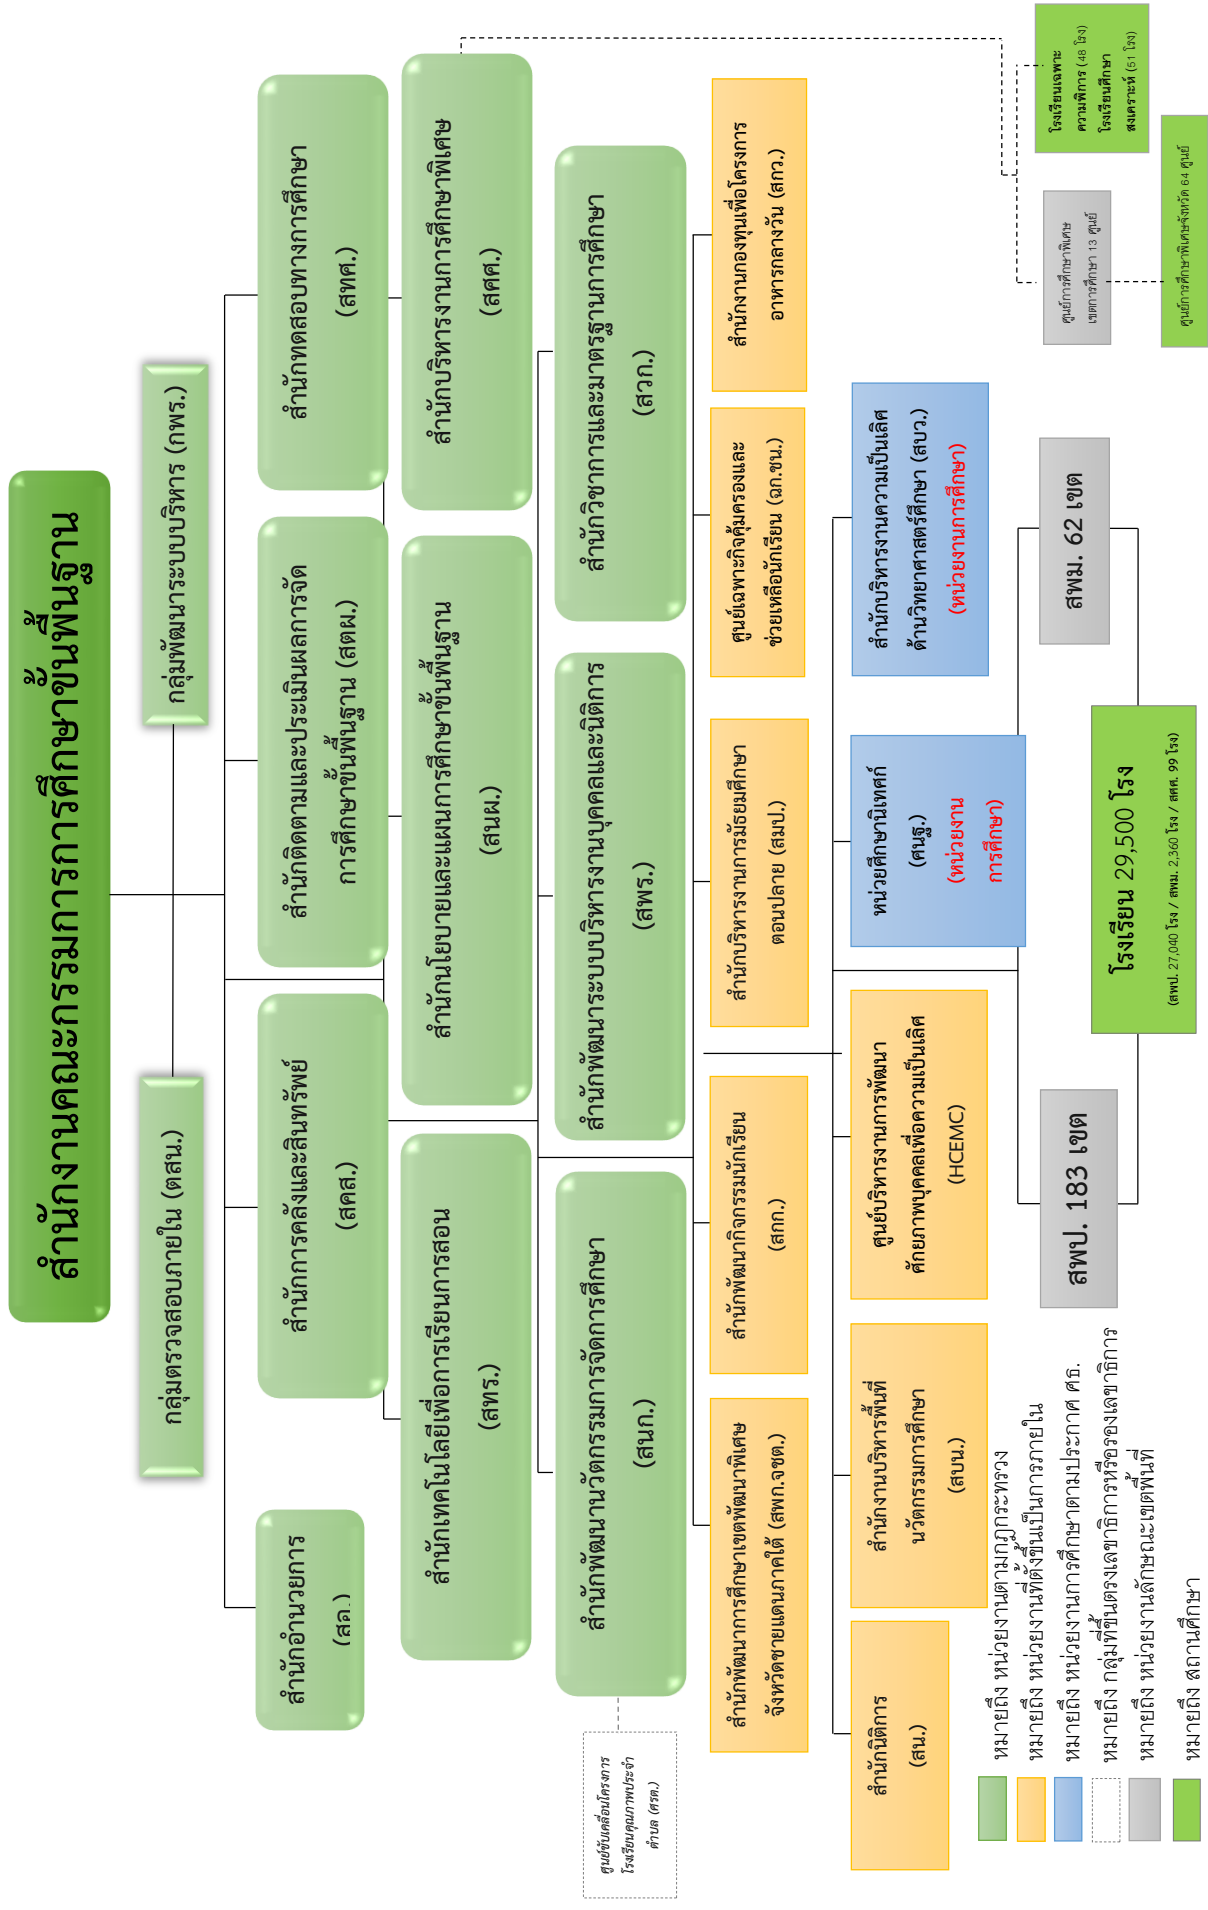 สำนักงานคณะกรรมการการศึกษาขั้นพื้นฐาน
กลุ่มตรวจสอบภายใน (ตสน.)
กลุ่มพัฒนาระบบบริหาร (กพร.)
สำนักอำนวยการ
(สอ.)
สำนักการคลังและสินทรัพย์
(สคส.)
สำนักติดตามและประเมินผลการจัด
การศึกษาขั้นพื้นฐาน (สตผ.)
สำนักทดสอบทางการศึกษา
(สทศ.)
สำนักเทคโนโลยีเพื่อการเรียนการสอน
(สทร.)
สำนักนโยบายและแผนการศึกษาขั้นพื้นฐาน
(สนผ.)
สำนักบริหารงานการศึกษาพิเศษ
(สศศ.)
ศูนย์ขับเคลื่อนโครงการ
โรงเรียนคุณภาพประจำ
ตำบล (ศรต.)
สำนักพัฒนานวัตกรรมการจัดการศึกษา
(สนก.)
สำนักพัฒนาระบบบริหารงานบุคคลและนิติการ
(สพร.)
สำนักวิชาการและมาตรฐานการศึกษา
(สวก.)
สำนักพัฒนาการศึกษาเขตพัฒนาพิเศษ
จังหวัดชายแดนภาคใต้ (สพก.จชต.)
สำนักพัฒนากิจกรรมนักเรียน
(สกก.)
สำนักบริหารงานการมัธยมศึกษา
ตอนปลาย (สมป.)
ศูนย์เฉพาะกิจคุ้มครองและ
ช่วยเหลือนักเรียน (ฉก.ชน.)
สำนักงานกองทุนเพื่อโครงการ
อาหารกลางวัน (สกว.)
สำนักนิติการ
(สน.)
สำนักงานบริหารพื้นที่
นวัตกรรมการศึกษา
(สบน.)
ศูนย์บริหารงานการพัฒนา
ศักยภาพบุคคลเพื่อความเป็นเลิศ
(HCEMC)
หน่วยศึกษานิเทศก์
(ศนฐ.)
(หน่วยงาน
การศึกษา)
สำนักบริหารงานความเป็นเลิศ
ด้านวิทยาศาสตร์ศึกษา (สบว.)
(หน่วยงานการศึกษา)
สพป. 183 เขต
สพม. 62 เขต
ศูนย์การศึกษาพิเศษ
เขตการศึกษา 13 ศูนย์
โรงเรียนเฉพาะ
ความพิการ (48 โรง)
โรงเรียนศึกษา
สงเคราะห์ (51 โรง)
โรงเรียน 29,500 โรง
(สพป. 27,040 โรง / สพม. 2,360 โรง / สศศ. 99 โรง)
ศูนย์การศึกษาพิเศษจังหวัด 64 ศูนย์
หมายถึง หน่วยงานตามกฎกระทรวง
หมายถึง หน่วยงานที่ตั้งขึ้นเป็นการภายใน
หมายถึง หน่วยงานการศึกษาตามประกาศ ศธ.
หมายถึง กลุ่มที่ขึ้นตรงเลขาธิการหรือรองเลขาธิการ
หมายถึง หน่วยงานลักษณะเขตพื้นที่
หมายถึง สถานศึกษา